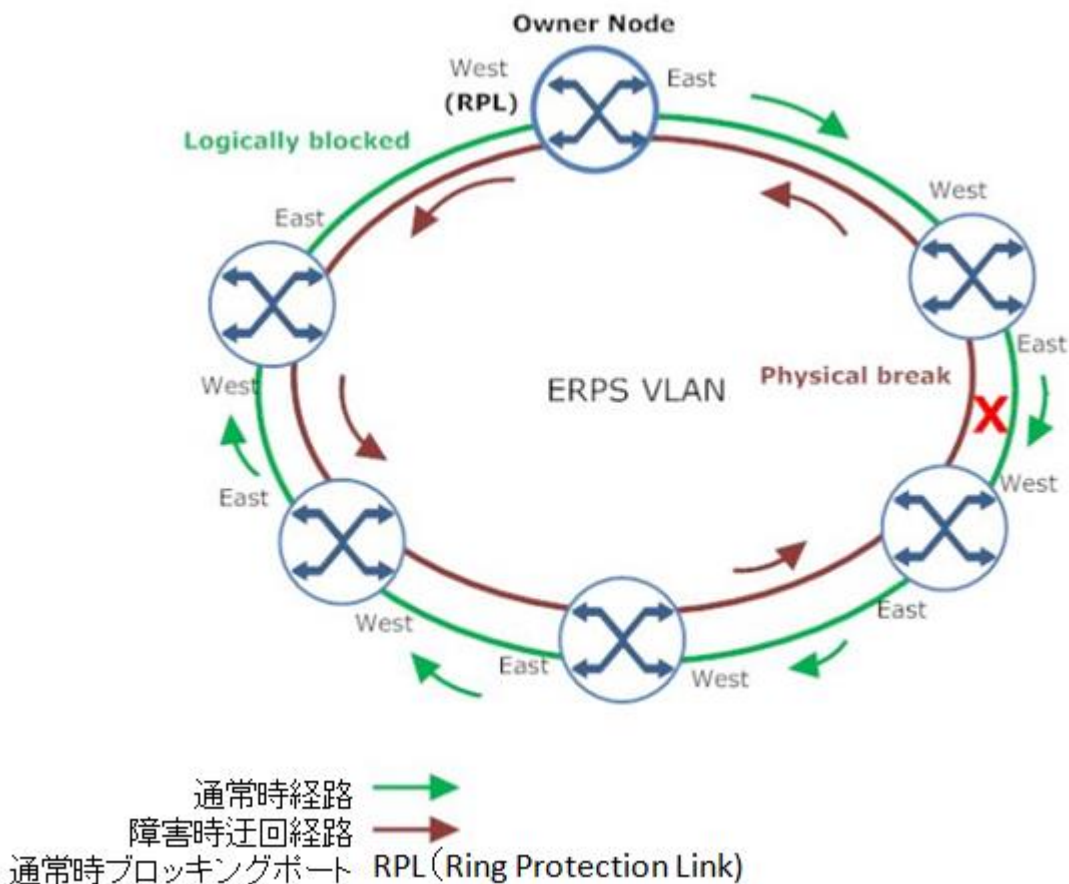 Owner Node
West
(RPL)
East
Logically blocked
West
East
East
Physical break
West
ERPS VLAN
West
East
West
East
West
East
West
通常時経路
障害時迂回経路
通常時ブロッキングポート RPL(Ring Protection Link)